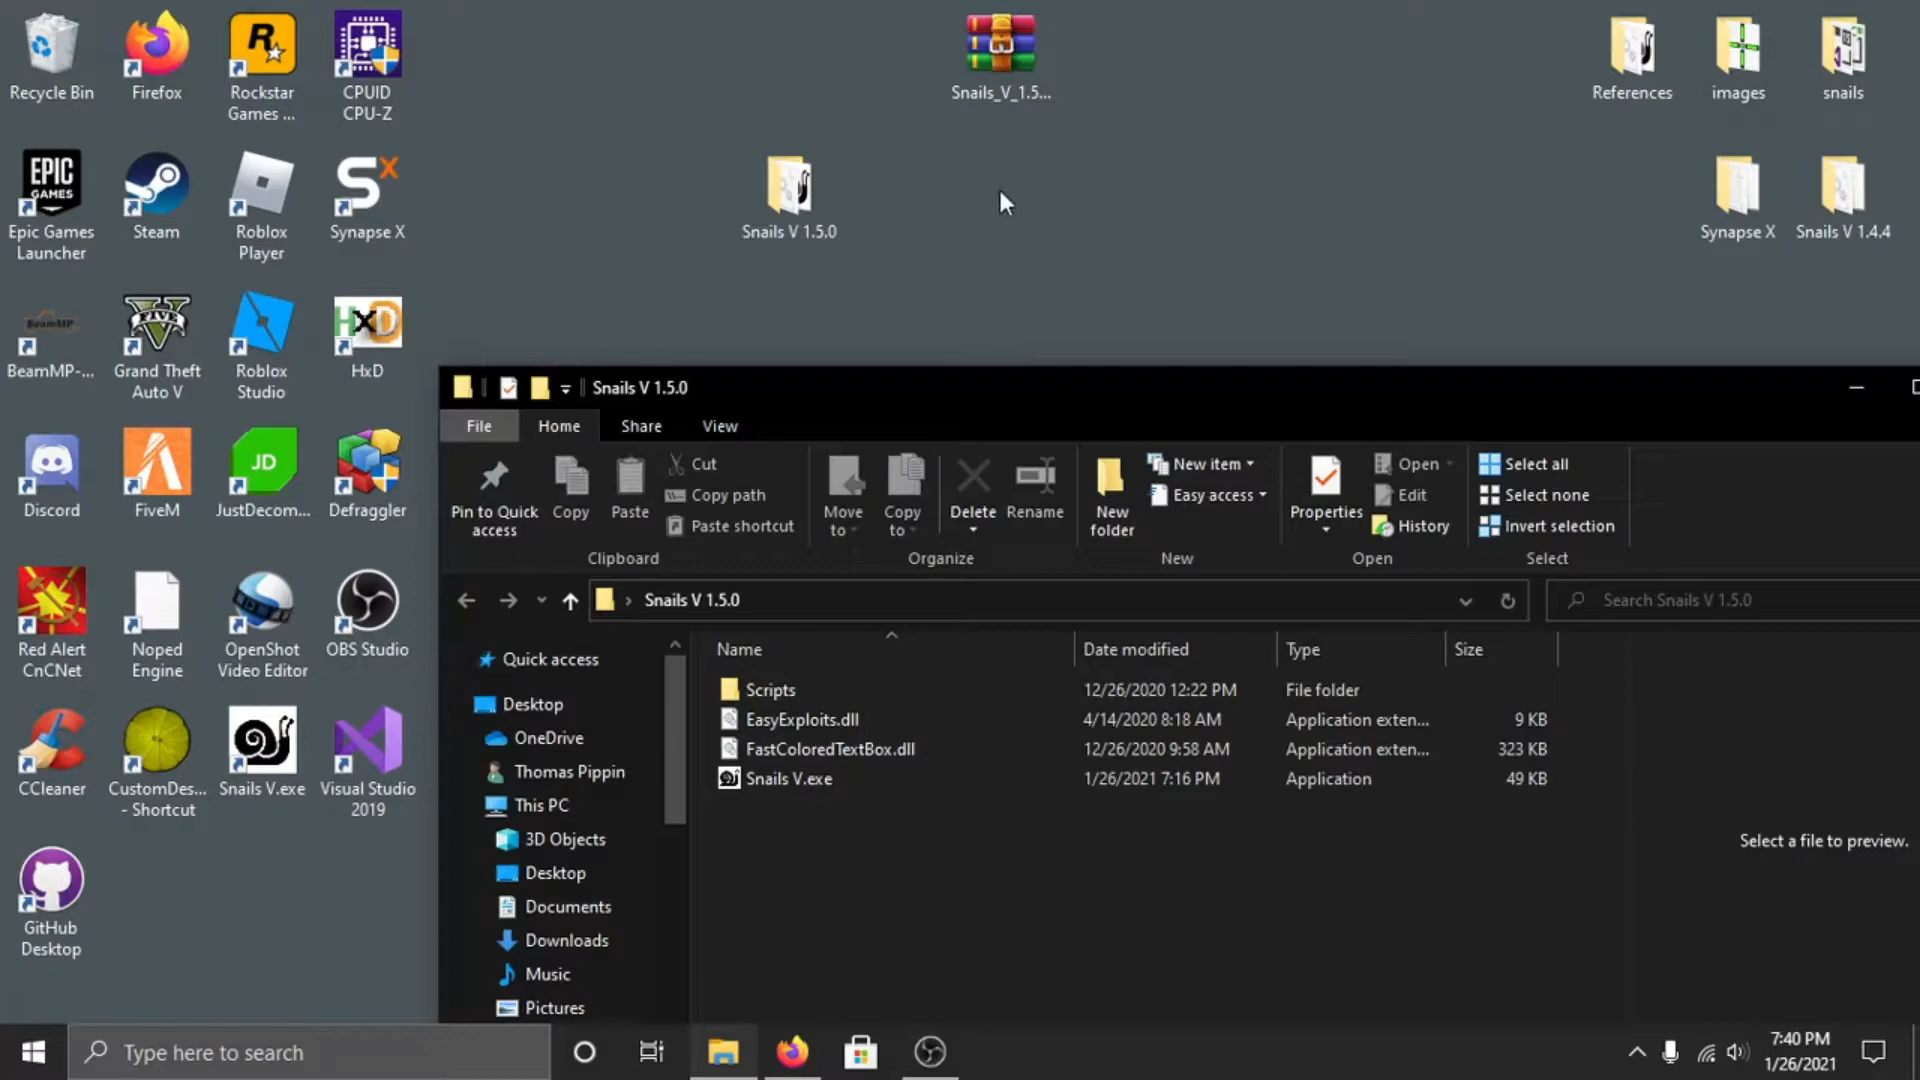 Recycle Bin
Firefox
Rockstar
Games ...
CPUID
CPU-Z
Snails_V_1.5...
References
images
snails
EPIC
GAMES
Epic Games
Launcher
Steam
Roblox
Player
Synapse X
Snails V 1.5.0
Synapse X
Snails V 1.4.4
BeamMP
BeamMP-...
FIVE
Grand Theft
Auto V
Roblox
Studio
HxD
HxD
Snails V 1.5.0
File
Home
Share
View
Discord
FiveM
JD
JustDecom...
Defraggler
Pin to Quick
access
Copy
Paste
Cut
Copy path
Paste shortcut
Clipboard
Move
to
Copy
to
Delete
Rename
Organize
New
folder
New item
Easy access
New
Properties
Open
Edit
History
Open
Select all
Select none
Invert selection
Select
Snails V 1.5.0
Search Snails V 1.5.0
Red Alert
CnCNet
Noped
Engine
OpenShot
Video Editor
OBS Studio
CCleaner
CustomDes...
- Shortcut
Snails V.exe
Visual Studio
2019
GitHub
Desktop
Quick access
Desktop
OneDrive
Thomas Pippin
This PC
3D Objects
Desktop
Documents
Downloads
Music
Pictures
Name Date modified Type Size
Scripts 12/26/2020 12:22 PM File folder
EasyExploits.dll 4/14/2020 8:18 AM Application exten... 9 KB
FastColoredTextBox.dll 12/26/2020 9:58 AM Application exten... 323 KB
Snails V.exe 1/26/2021 7:16 PM Application 49 KB
Select a file to preview.
Type here to search
7:40 PM
1/26/2021